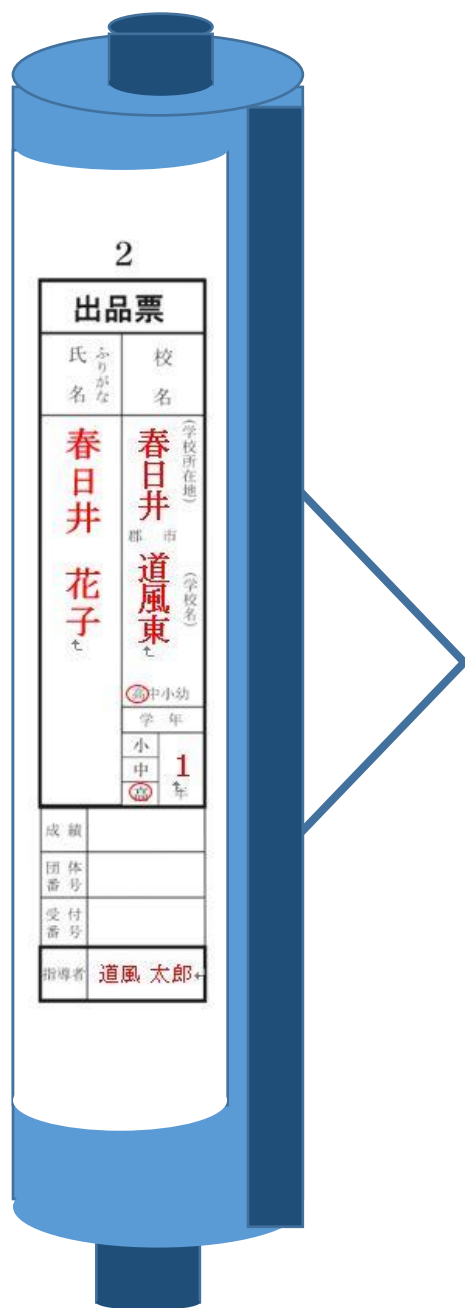 2
出品票
校名
氏名
ふりがな
(学校所在地)
春日井
郡市
(学校名)
道風東
高中小幼
春日井 花子
学年
小
中
高
1
年
成績
団体番号
受付番号
指導者
道風 太郎